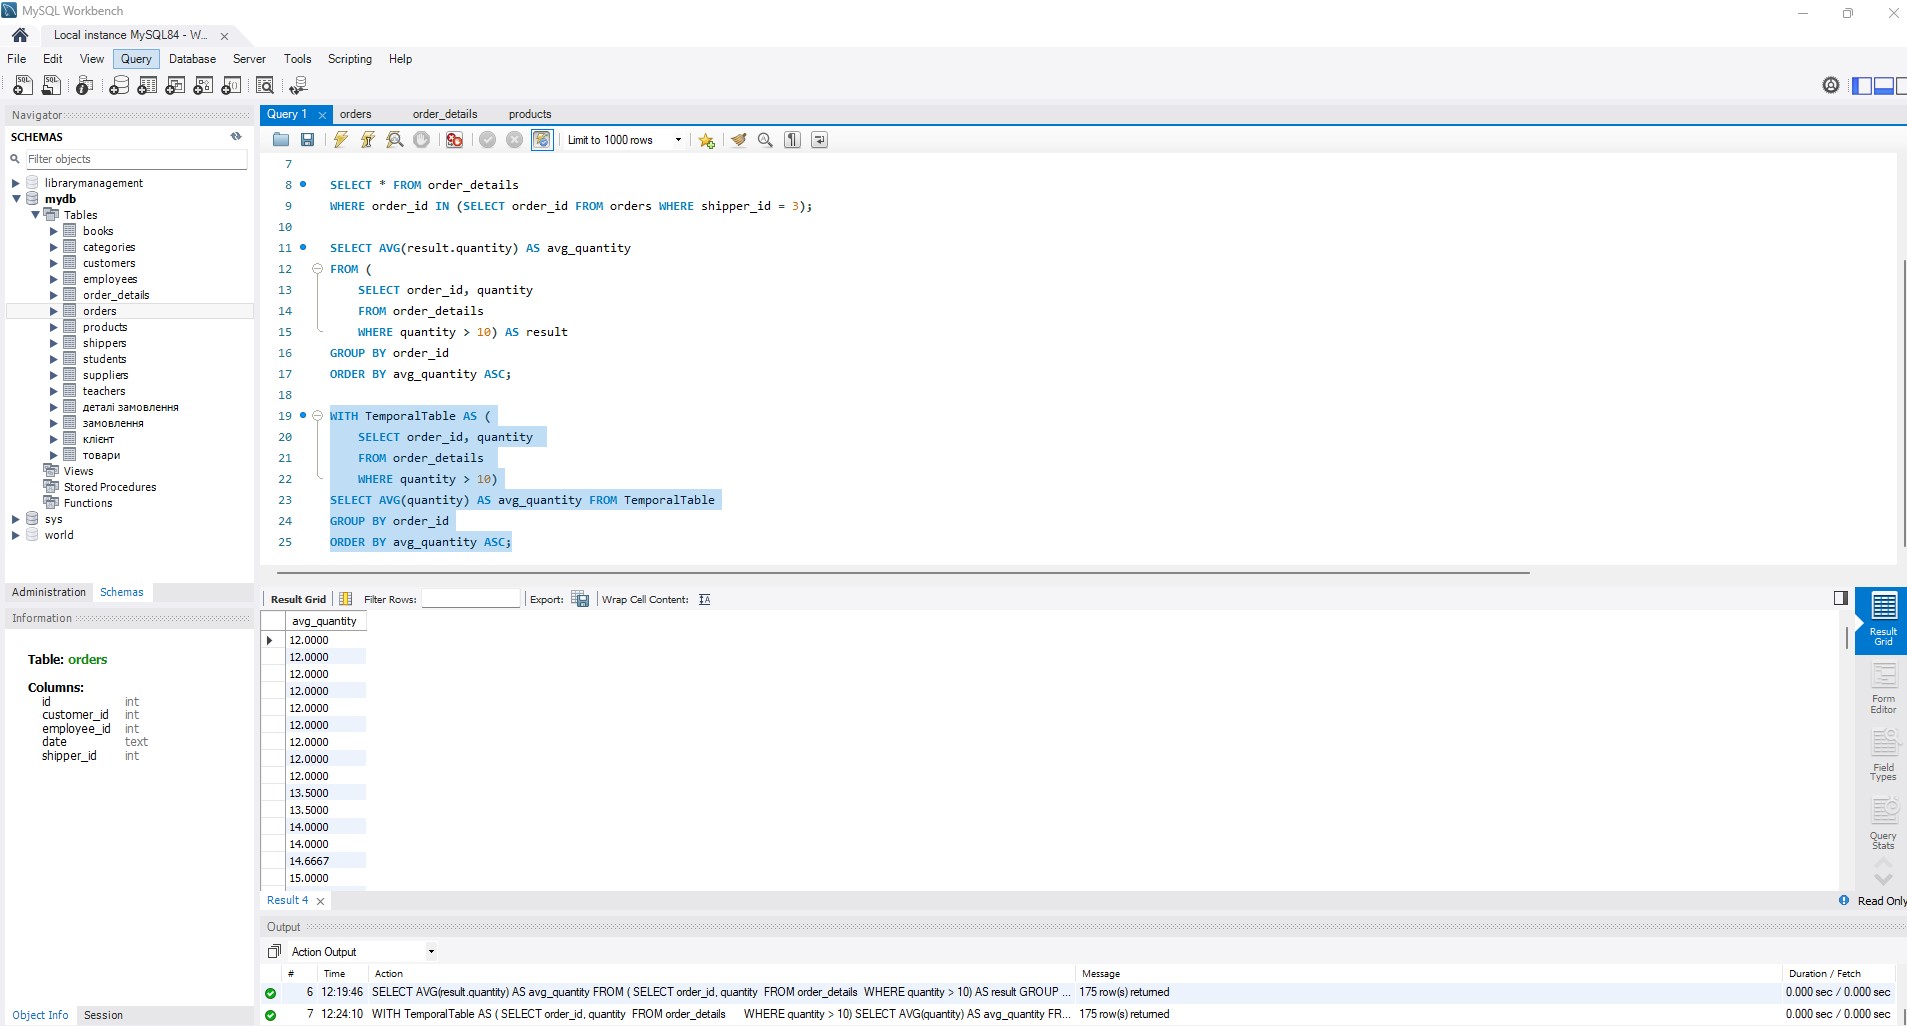 MySQL Workbench
Local instance MySQL84 - W...
File Edit View Query Database Server Tools Scripting Help
Navigator
SCHEMAS
Filter objects
librarymanagement
mydb
Tables
books
categories
customers
employees
order_details
orders
products
shippers
students
suppliers
teachers
деталі замовлення
замовлення
клієнт
товари
Views
Stored Procedures
Functions
sys
world
Administration Schemas
Information
Table: orders
Columns:
id int
customer_id int
employee_id int
date text
shipper_id int
Object Info Session
Query 1 orders order_details products
Limit to 1000 rows
7
8 SELECT * FROM order_details
9 WHERE order_id IN (SELECT order_id FROM orders WHERE shipper_id = 3);
10
11 SELECT AVG(result.quantity) AS avg_quantity
12 FROM (
13 SELECT order_id, quantity
14 FROM order_details
15 WHERE quantity > 10) AS result
16 GROUP BY order_id
17 ORDER BY avg_quantity ASC;
18
19 WITH TemporalTable AS (
20 SELECT order_id, quantity
21 FROM order_details
22 WHERE quantity > 10)
23 SELECT AVG(quantity) AS avg_quantity FROM TemporalTable
24 GROUP BY order_id
25 ORDER BY avg_quantity ASC;
Result Grid Filter Rows: Export: Wrap Cell Content:
avg_quantity
12.0000
12.0000
12.0000
12.0000
12.0000
12.0000
12.0000
12.0000
12.0000
13.5000
13.5000
14.0000
14.0000
14.6667
15.0000
Result Grid
Form Editor
Field Types
Query Stats
Result 4
Read Only
Output
Action Output
# Time Action Message Duration / Fetch
6 12:19:46 SELECT AVG(result.quantity) AS avg_quantity FROM ( SELECT order_id, quantity FROM order_details WHERE quantity > 10) AS result GROUP ... 175 row(s) returned 0.000 sec / 0.000 sec
7 12:24:10 WITH TemporalTable AS ( SELECT order_id, quantity FROM order_details WHERE quantity > 10) SELECT AVG(quantity) AS avg_quantity FR... 175 row(s) returned 0.000 sec / 0.000 sec